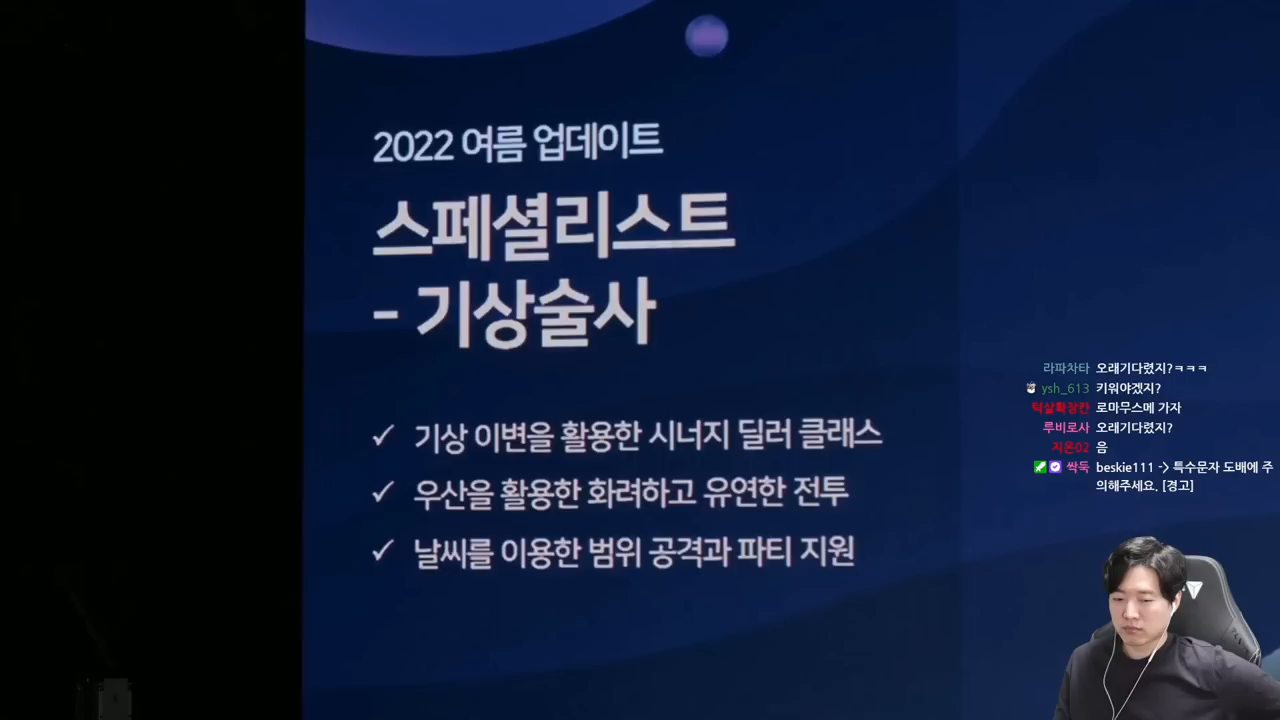 2022 여름 업데이트
스페셜리스트
- 기상술사
✓ 기상 이변을 활용한 시너지 딜러 클래스
✓ 우산을 활용한 화려하고 유연한 전투
✓ 날씨를 이용한 범위 공격과 파티 지원
라파차타 오래기다렸지?ㅋㅋㅋ
ysh_613 키워야겠지?
턱살확장칸 로마무스메 가자
루비로사 오래기다렸지?
지온02 음
싹둑 beskie111 -> 특수문자 도배에 주
의해주세요. [경고]